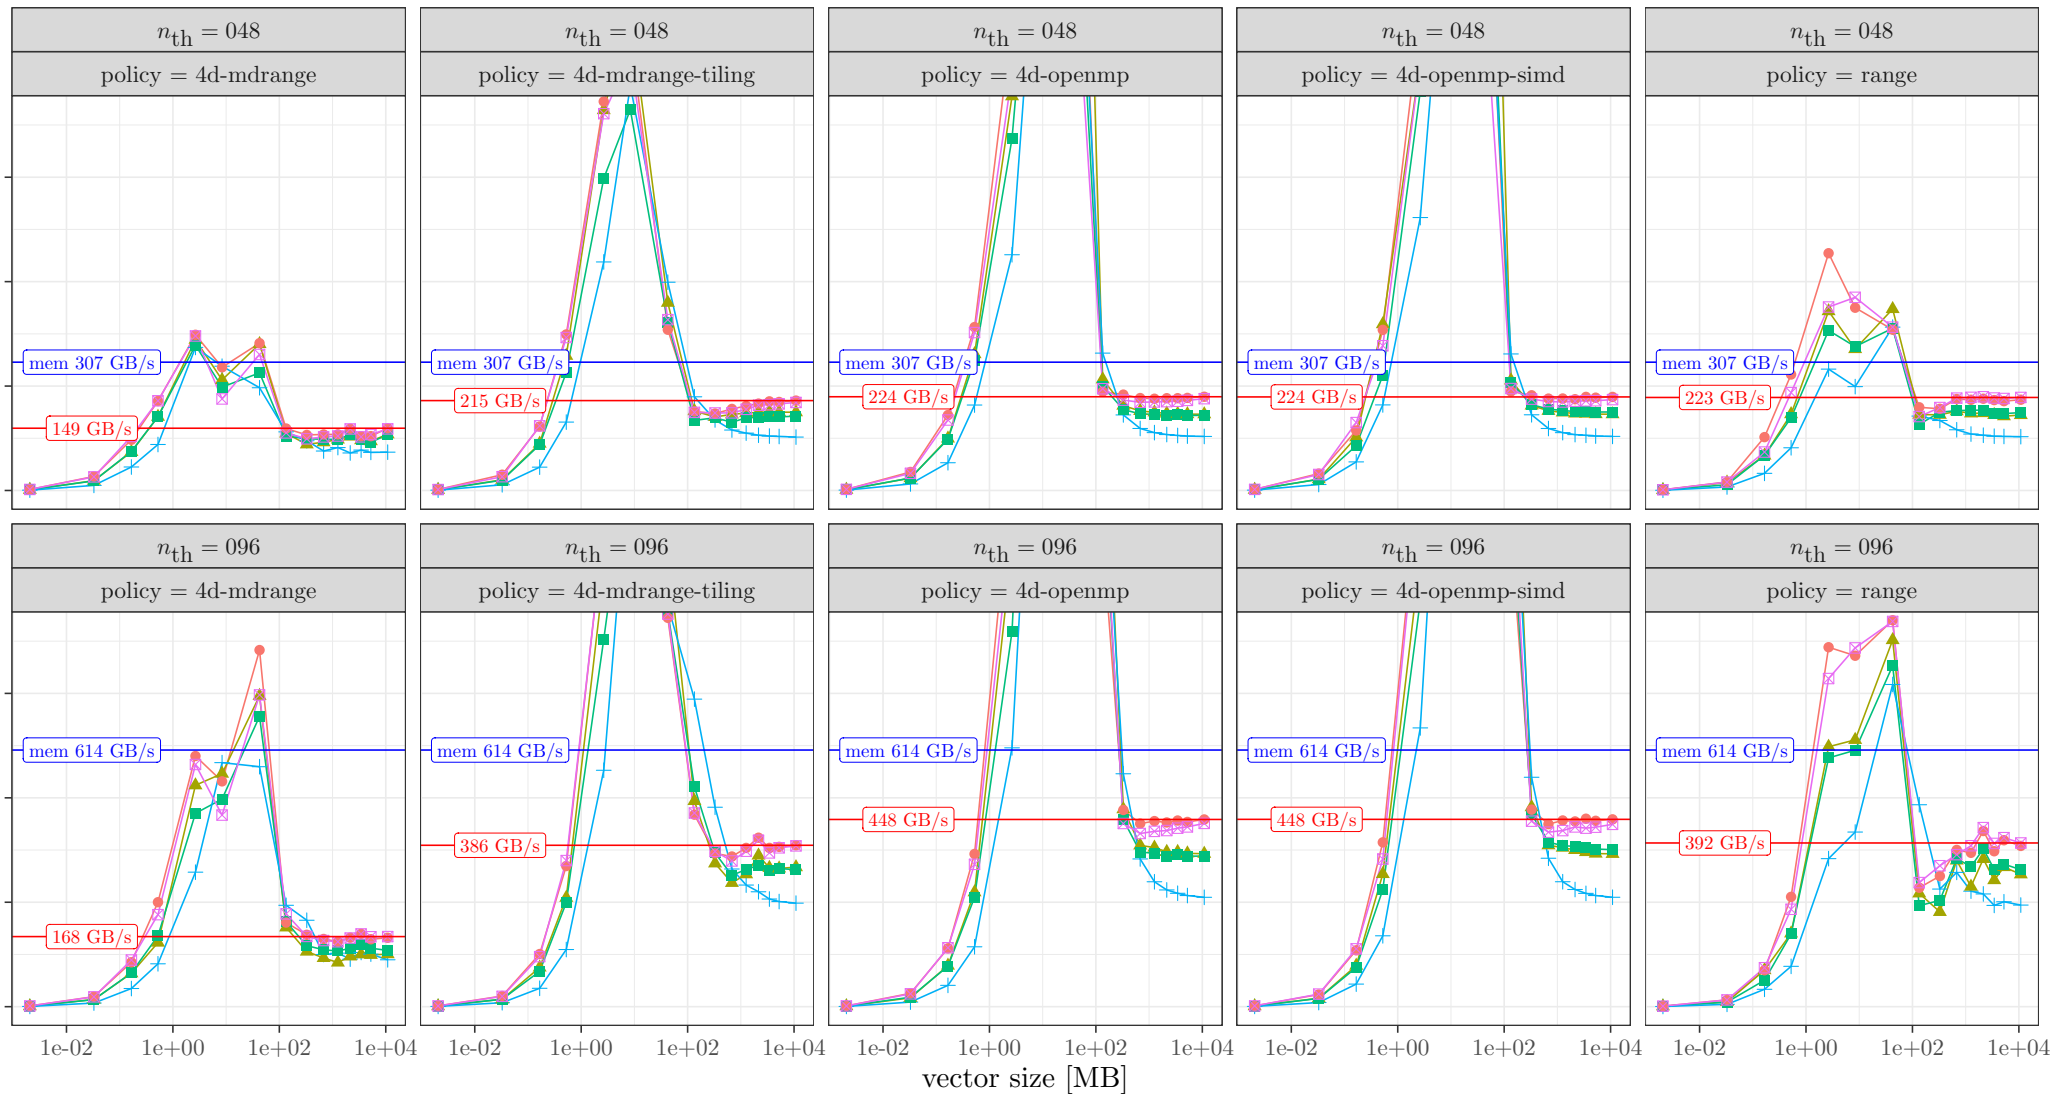 n_th = 048
n_th = 048
n_th = 048
n_th = 048
n_th = 048
policy = 4d-mdrange
policy = 4d-mdrange-tiling
policy = 4d-openmp
policy = 4d-openmp-simd
policy = range
mem 307 GB/s
mem 307 GB/s
mem 307 GB/s
mem 307 GB/s
mem 307 GB/s
149 GB/s
215 GB/s
224 GB/s
224 GB/s
223 GB/s
n_th = 096
n_th = 096
n_th = 096
n_th = 096
n_th = 096
policy = 4d-mdrange
policy = 4d-mdrange-tiling
policy = 4d-openmp
policy = 4d-openmp-simd
policy = range
mem 614 GB/s
mem 614 GB/s
mem 614 GB/s
mem 614 GB/s
mem 614 GB/s
168 GB/s
386 GB/s
448 GB/s
448 GB/s
392 GB/s
1e-02 1e+00 1e+02 1e+04
1e-02 1e+00 1e+02 1e+04
1e-02 1e+00 1e+02 1e+04
1e-02 1e+00 1e+02 1e+04
1e-02 1e+00 1e+02 1e+04
vector size [MB]